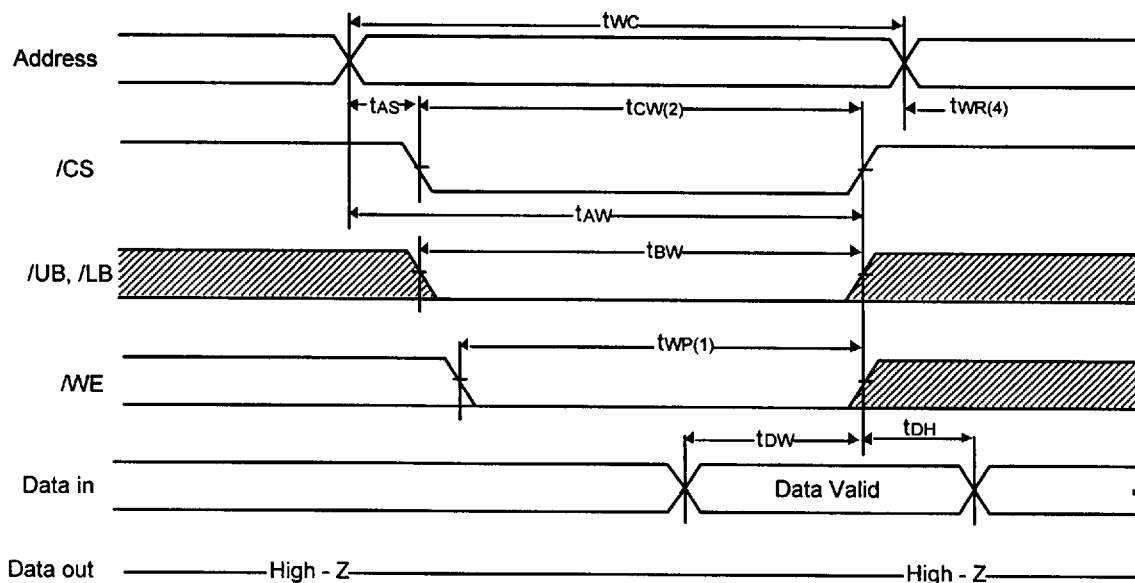 tWC
Address
tAS
tCW(2)
tWR(4)
/CS
tAW
/UB, /LB
tBW
/WE
tWP(1)
tDW
tDH
Data in
Data Valid
Data out
High - Z
High - Z